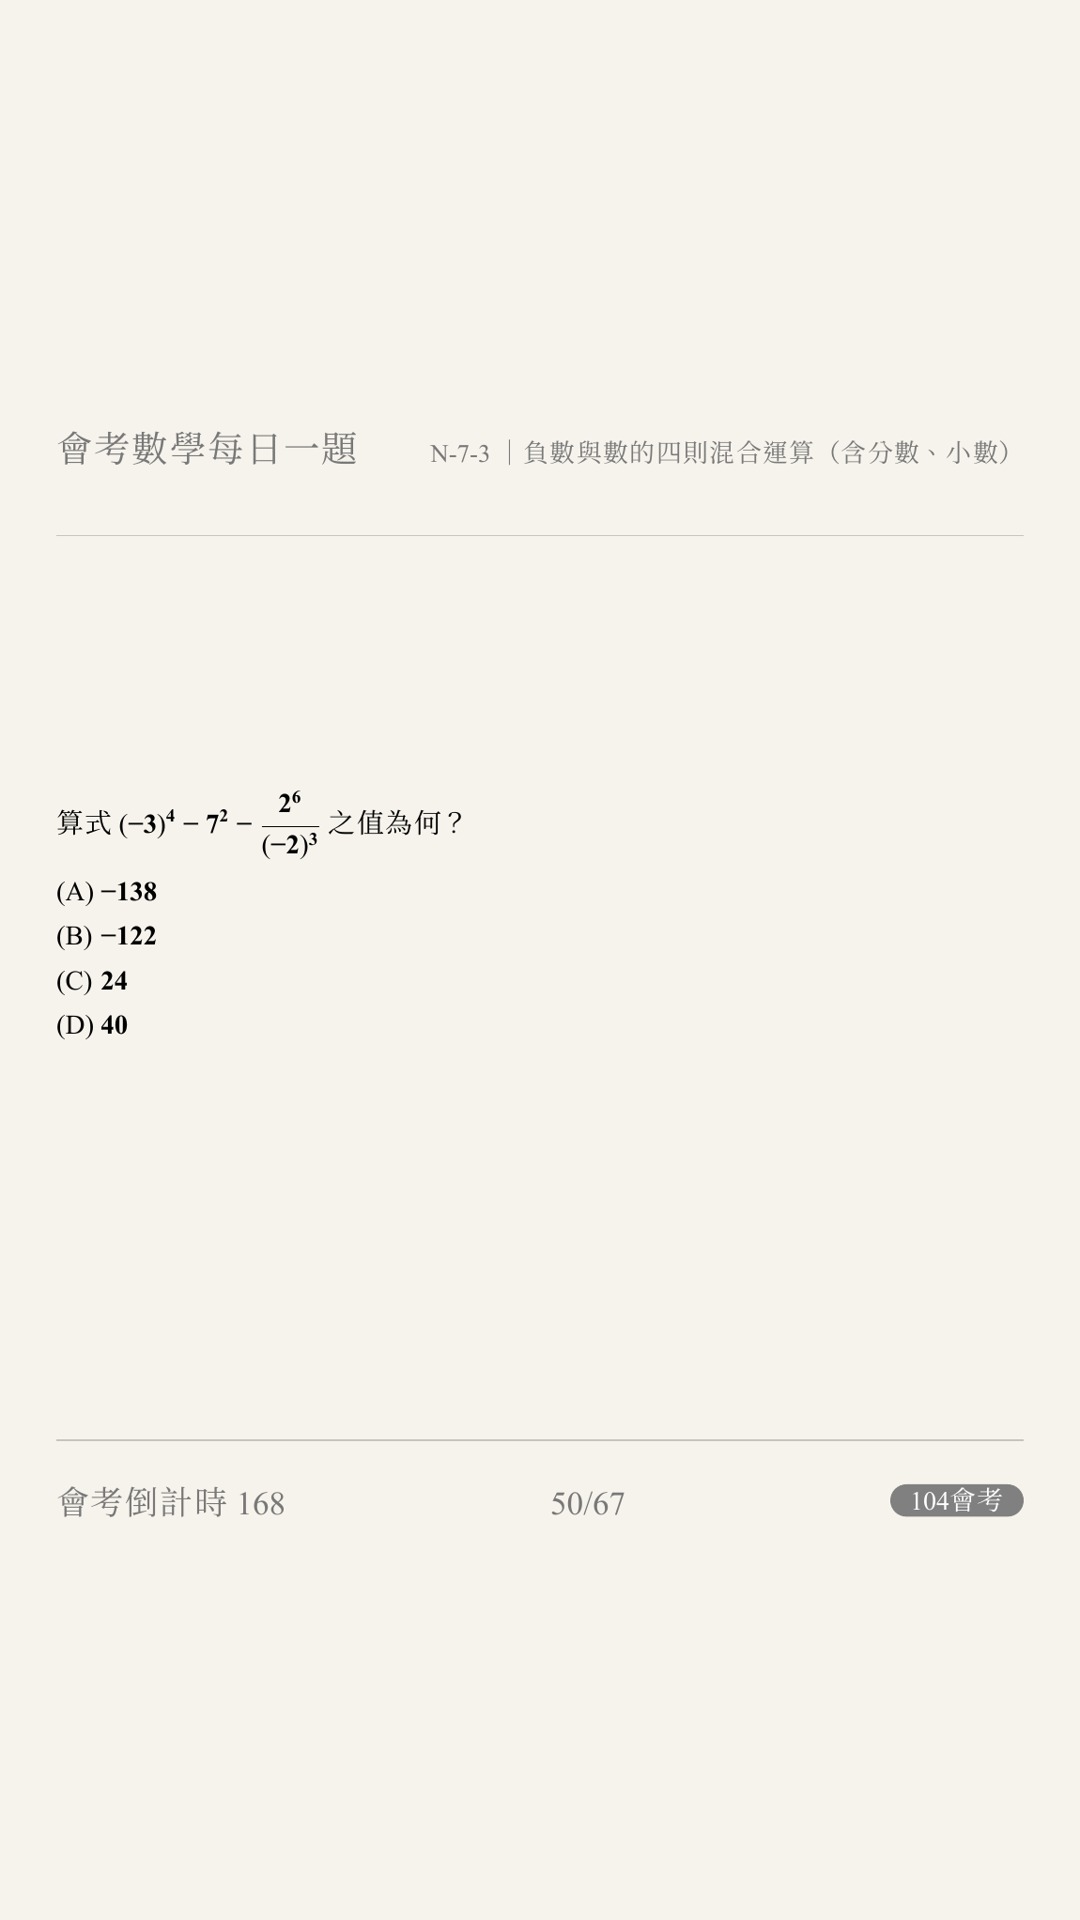 會考數學每日一題
N-7-3｜負數與數的四則混合運算（含分數、小數）
算式 (−3)⁴ − 7² − 2⁶/(−2)³ 之值為何？
(A) −138
(B) −122
(C) 24
(D) 40
會考倒計時 168
50/67
104會考